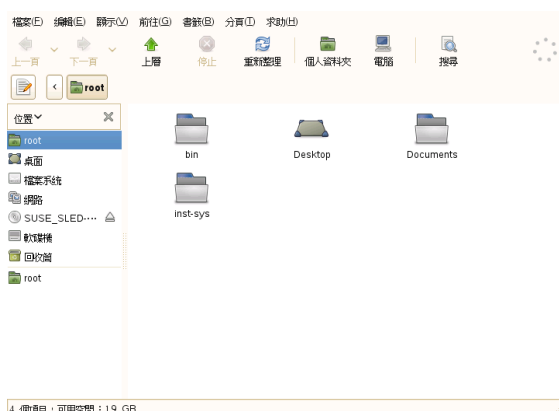 檔案(F) 編輯(E) 顯示(V) 前往(G) 書籤(B) 分頁(T) 求助(H)
上一頁 下一頁 上層 停止 重新整理 個人資料夾 電腦 搜尋
root
位置
root
桌面
檔案系統
網路
SUSE_SLED-...
軟碟機
回收筒
root
bin Desktop Documents
inst-sys
4 個項目，可用空間：19 GB